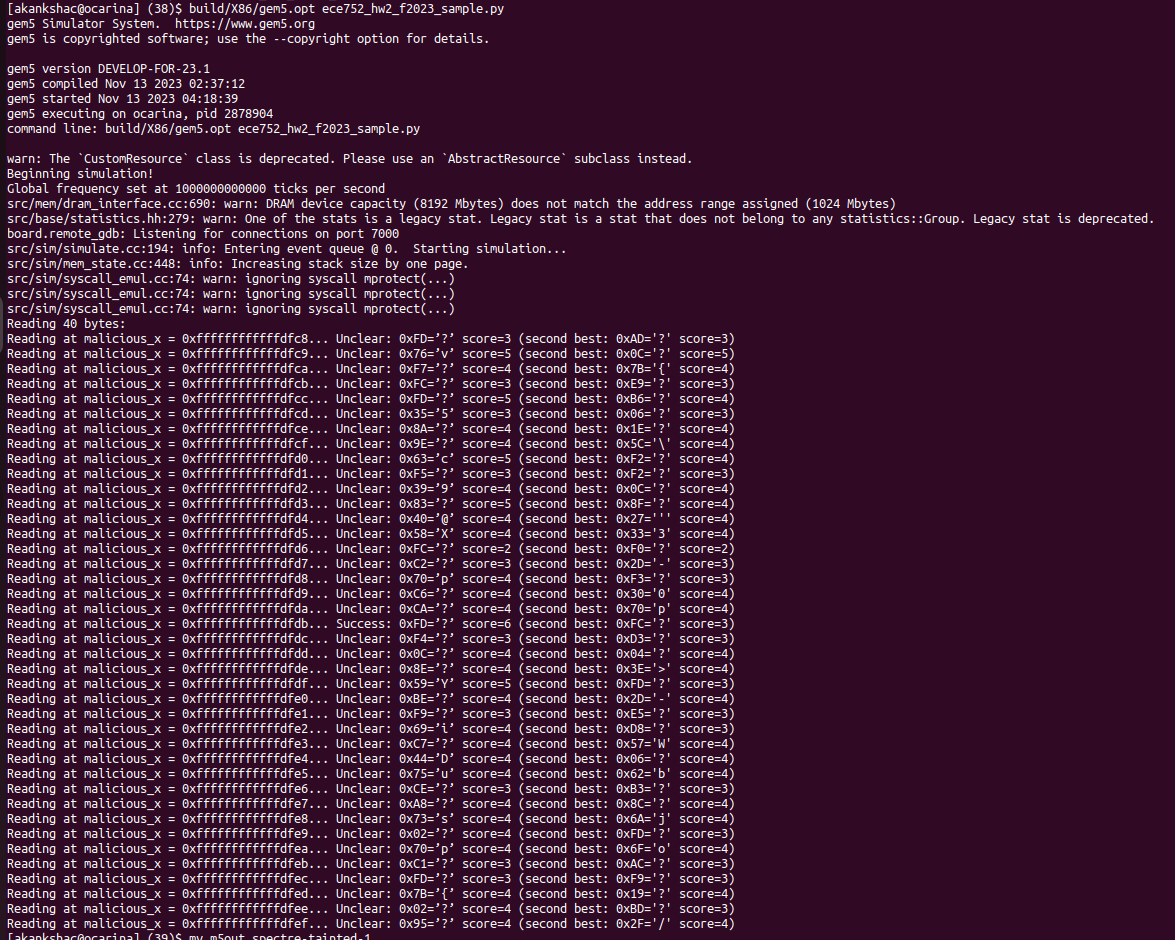 [akankshac@ocarina] (38)$ build/X86/gem5.opt ece752_hw2_f2023_sample.py
gem5 Simulator System.  https://www.gem5.org
gem5 is copyrighted software; use the --copyright option for details.

gem5 version DEVELOP-FOR-23.1
gem5 compiled Nov 13 2023 02:37:12
gem5 started Nov 13 2023 04:18:39
gem5 executing on ocarina, pid 2878904
command line: build/X86/gem5.opt ece752_hw2_f2023_sample.py

warn: The `CustomResource` class is deprecated. Please use an `AbstractResource` subclass instead.
Beginning simulation!
Global frequency set at 1000000000000 ticks per second
src/mem/dram_interface.cc:690: warn: DRAM device capacity (8192 Mbytes) does not match the address range assigned (1024 Mbytes)
src/base/statistics.hh:279: warn: One of the stats is a legacy stat. Legacy stat is a stat that does not belong to any statistics::Group. Legacy stat is deprecated.
board.remote_gdb: Listening for connections on port 7000
src/sim/simulate.cc:194: info: Entering event queue @ 0.  Starting simulation...
src/sim/mem_state.cc:448: info: Increasing stack size by one page.
src/sim/syscall_emul.cc:74: warn: ignoring syscall mprotect(...)
src/sim/syscall_emul.cc:74: warn: ignoring syscall mprotect(...)
src/sim/syscall_emul.cc:74: warn: ignoring syscall mprotect(...)
Reading 40 bytes:
Reading at malicious_x = 0xffffffffffffdfc8... Unclear: 0xFD=’?’ score=3 (second best: 0xAD='?' score=3)
Reading at malicious_x = 0xffffffffffffdfc9... Unclear: 0x76=’v’ score=5 (second best: 0x0C='?' score=5)
Reading at malicious_x = 0xffffffffffffdfca... Unclear: 0xF7=’?’ score=4 (second best: 0x7B='{' score=4)
Reading at malicious_x = 0xffffffffffffdfcb... Unclear: 0xFC=’?’ score=3 (second best: 0xE9='?' score=3)
Reading at malicious_x = 0xffffffffffffdfcc... Unclear: 0xFD=’?’ score=5 (second best: 0xB6='?' score=4)
Reading at malicious_x = 0xffffffffffffdfcd... Unclear: 0x35=’5’ score=3 (second best: 0x06='?' score=3)
Reading at malicious_x = 0xffffffffffffdfce... Unclear: 0x8A=’?’ score=4 (second best: 0x1E='?' score=4)
Reading at malicious_x = 0xffffffffffffdfcf... Unclear: 0x9E=’?’ score=4 (second best: 0x5C='\' score=4)
Reading at malicious_x = 0xffffffffffffdfd0... Unclear: 0x63=’c’ score=5 (second best: 0xF2='?' score=4)
Reading at malicious_x = 0xffffffffffffdfd1... Unclear: 0xF5=’?’ score=3 (second best: 0xF2='?' score=3)
Reading at malicious_x = 0xffffffffffffdfd2... Unclear: 0x39=’9’ score=4 (second best: 0x0C='?' score=4)
Reading at malicious_x = 0xffffffffffffdfd3... Unclear: 0x83=’?’ score=5 (second best: 0x8F='?' score=4)
Reading at malicious_x = 0xffffffffffffdfd4... Unclear: 0x40=’@’ score=4 (second best: 0x27=''' score=4)
Reading at malicious_x = 0xffffffffffffdfd5... Unclear: 0x58=’X’ score=4 (second best: 0x33='3' score=4)
Reading at malicious_x = 0xffffffffffffdfd6... Unclear: 0xFC=’?’ score=2 (second best: 0xF0='?' score=2)
Reading at malicious_x = 0xffffffffffffdfd7... Unclear: 0xC2=’?’ score=3 (second best: 0x2D='-' score=3)
Reading at malicious_x = 0xffffffffffffdfd8... Unclear: 0x70=’p’ score=4 (second best: 0xF3='?' score=3)
Reading at malicious_x = 0xffffffffffffdfd9... Unclear: 0xC6=’?’ score=4 (second best: 0x30='0' score=4)
Reading at malicious_x = 0xffffffffffffdfda... Unclear: 0xCA=’?’ score=4 (second best: 0x70='p' score=4)
Reading at malicious_x = 0xffffffffffffdfdb... Success: 0xFD=’?’ score=6 (second best: 0xFC='?' score=3)
Reading at malicious_x = 0xffffffffffffdfdc... Unclear: 0xF4=’?’ score=3 (second best: 0xD3='?' score=3)
Reading at malicious_x = 0xffffffffffffdfdd... Unclear: 0x0C=’?’ score=4 (second best: 0x04='?' score=4)
Reading at malicious_x = 0xffffffffffffdfde... Unclear: 0x8E=’?’ score=4 (second best: 0x3E='>' score=4)
Reading at malicious_x = 0xffffffffffffdfdf... Unclear: 0x59=’Y’ score=5 (second best: 0xFD='?' score=3)
Reading at malicious_x = 0xffffffffffffdfe0... Unclear: 0xBE=’?’ score=4 (second best: 0x2D='-' score=4)
Reading at malicious_x = 0xffffffffffffdfe1... Unclear: 0xF9=’?’ score=3 (second best: 0xE5='?' score=3)
Reading at malicious_x = 0xffffffffffffdfe2... Unclear: 0x69=’i’ score=4 (second best: 0xD8='?' score=3)
Reading at malicious_x = 0xffffffffffffdfe3... Unclear: 0xC7=’?’ score=4 (second best: 0x57='W' score=4)
Reading at malicious_x = 0xffffffffffffdfe4... Unclear: 0x44=’D’ score=4 (second best: 0x06='?' score=4)
Reading at malicious_x = 0xffffffffffffdfe5... Unclear: 0x75=’u’ score=4 (second best: 0x62='b' score=4)
Reading at malicious_x = 0xffffffffffffdfe6... Unclear: 0xCE=’?’ score=3 (second best: 0xB3='?' score=3)
Reading at malicious_x = 0xffffffffffffdfe7... Unclear: 0xA8=’?’ score=4 (second best: 0x8C='?' score=4)
Reading at malicious_x = 0xffffffffffffdfe8... Unclear: 0x73=’s’ score=4 (second best: 0x6A='j' score=4)
Reading at malicious_x = 0xffffffffffffdfe9... Unclear: 0x02=’?’ score=4 (second best: 0xFD='?' score=3)
Reading at malicious_x = 0xffffffffffffdfea... Unclear: 0x70=’p’ score=4 (second best: 0x6F='o' score=4)
Reading at malicious_x = 0xffffffffffffdfeb... Unclear: 0xC1=’?’ score=3 (second best: 0xAC='?' score=3)
Reading at malicious_x = 0xffffffffffffdfec... Unclear: 0xFD=’?’ score=3 (second best: 0xF9='?' score=3)
Reading at malicious_x = 0xffffffffffffdfed... Unclear: 0x7B=’{’ score=4 (second best: 0x19='?' score=4)
Reading at malicious_x = 0xffffffffffffdfee... Unclear: 0x02=’?’ score=4 (second best: 0xBD='?' score=3)
Reading at malicious_x = 0xffffffffffffdfef... Unclear: 0x95=’?’ score=4 (second best: 0x2F='/' score=4)
[akankshac@ocarina] (39)$ mv m5out spectre-tainted-1